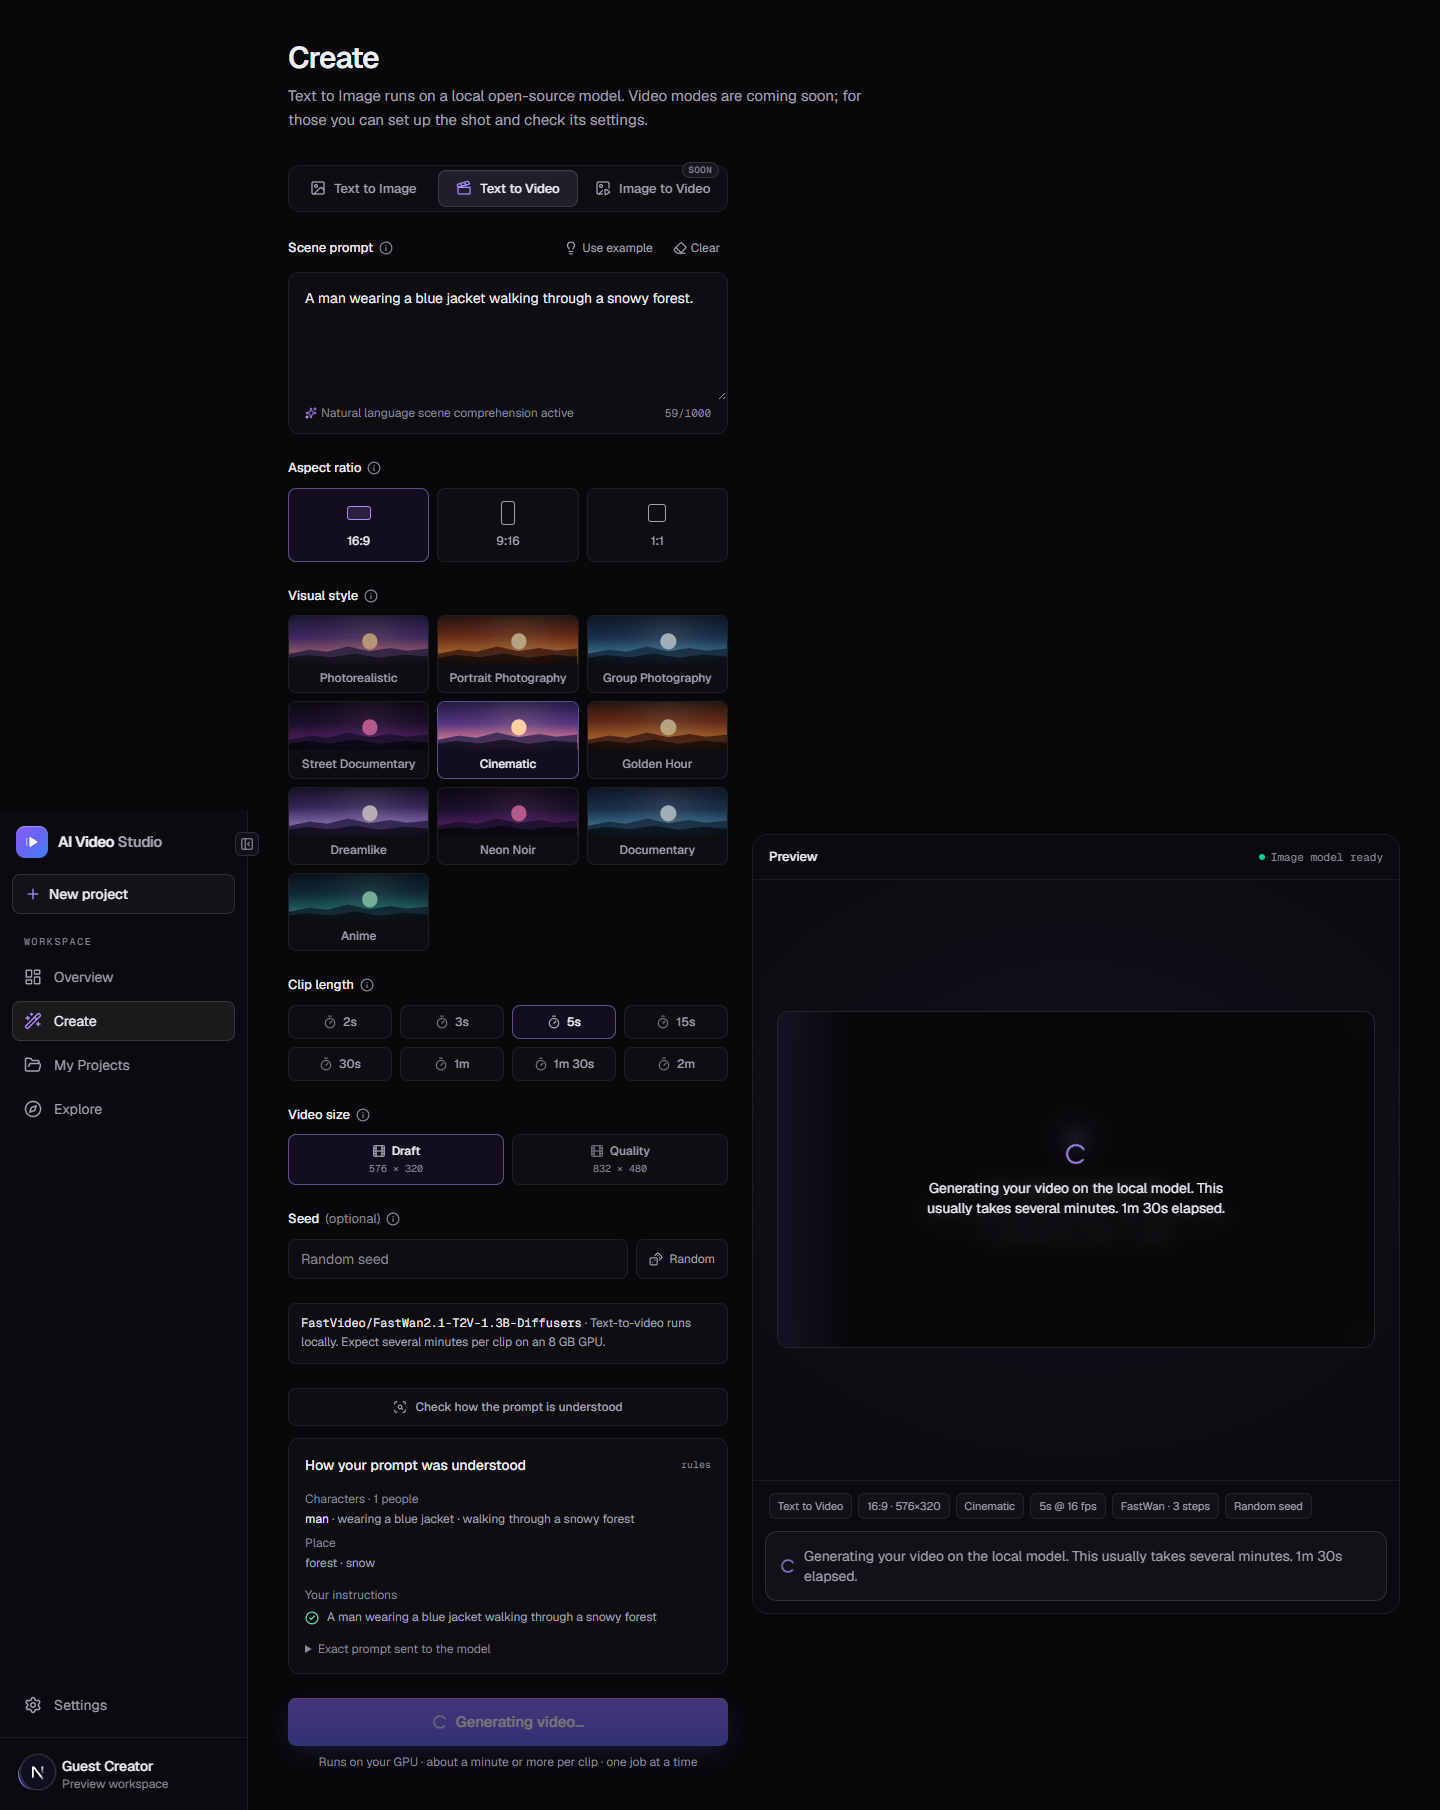 Create
Text to Image runs on a local open-source model. Video modes are coming soon; for
those you can set up the shot and check its settings.
Text to Image
Text to Video
Image to Video
SOON
Scene prompt
Use example
Clear
A man wearing a blue jacket walking through a snowy forest.
Natural language scene comprehension active
59/1000
Aspect ratio
16:9
9:16
1:1
Visual style
Photorealistic
Portrait Photography
Group Photography
Street Documentary
Cinematic
Golden Hour
Dreamlike
Neon Noir
Documentary
Anime
Clip length
2s
3s
5s
15s
30s
1m
1m 30s
2m
Video size
Draft
576 × 320
Quality
832 × 480
Seed (optional)
Random seed
Random
FastVideo/FastWan2.1-T2V-1.3B-Diffusers · Text-to-video runs
locally. Expect several minutes per clip on an 8 GB GPU.
Check how the prompt is understood
How your prompt was understood
rules
Characters · 1 people
man · wearing a blue jacket · walking through a snowy forest
Place
forest · snow
Your instructions
A man wearing a blue jacket walking through a snowy forest
Exact prompt sent to the model
Generating video...
Runs on your GPU · about a minute or more per clip · one job at a time
AI Video Studio
New project
WORKSPACE
Overview
Create
My Projects
Explore
Settings
N
Guest Creator
Preview workspace
Preview
Image model ready
Generating your video on the local model. This
usually takes several minutes. 1m 30s elapsed.
Text to Video
16:9 · 576×320
Cinematic
5s @ 16 fps
FastWan · 3 steps
Random seed
Generating your video on the local model. This usually takes several minutes. 1m 30s
elapsed.